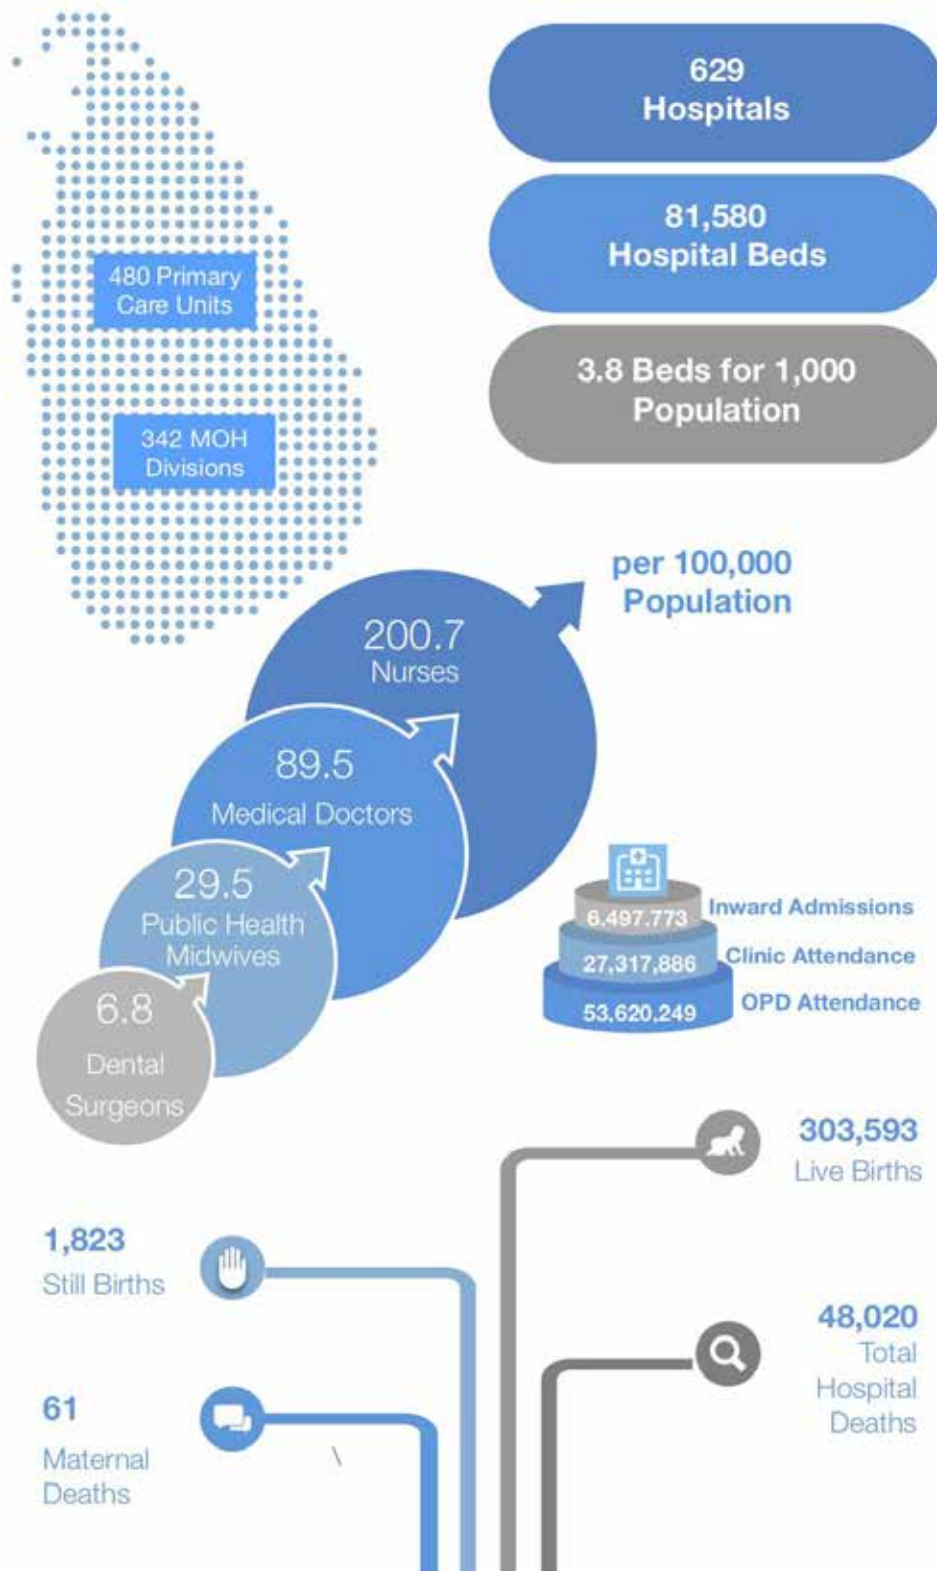 629
Hospitals
81,580
Hospital Beds
3.8 Beds for 1,000
Population
480 Primary
Care Units
342 MOH
Divisions
per 100,000
Population
200.7
Nurses
89.5
Medical Doctors
29.5
Public Health
Midwives
6.8
Dental
Surgeons
6.497.773
Inward Admissions
27,317,886
Clinic Attendance
53,620,249
OPD Attendance
303,593
Live Births
1,823
Still Births
48,020
Total
Hospital
Deaths
61
Maternal
Deaths
\